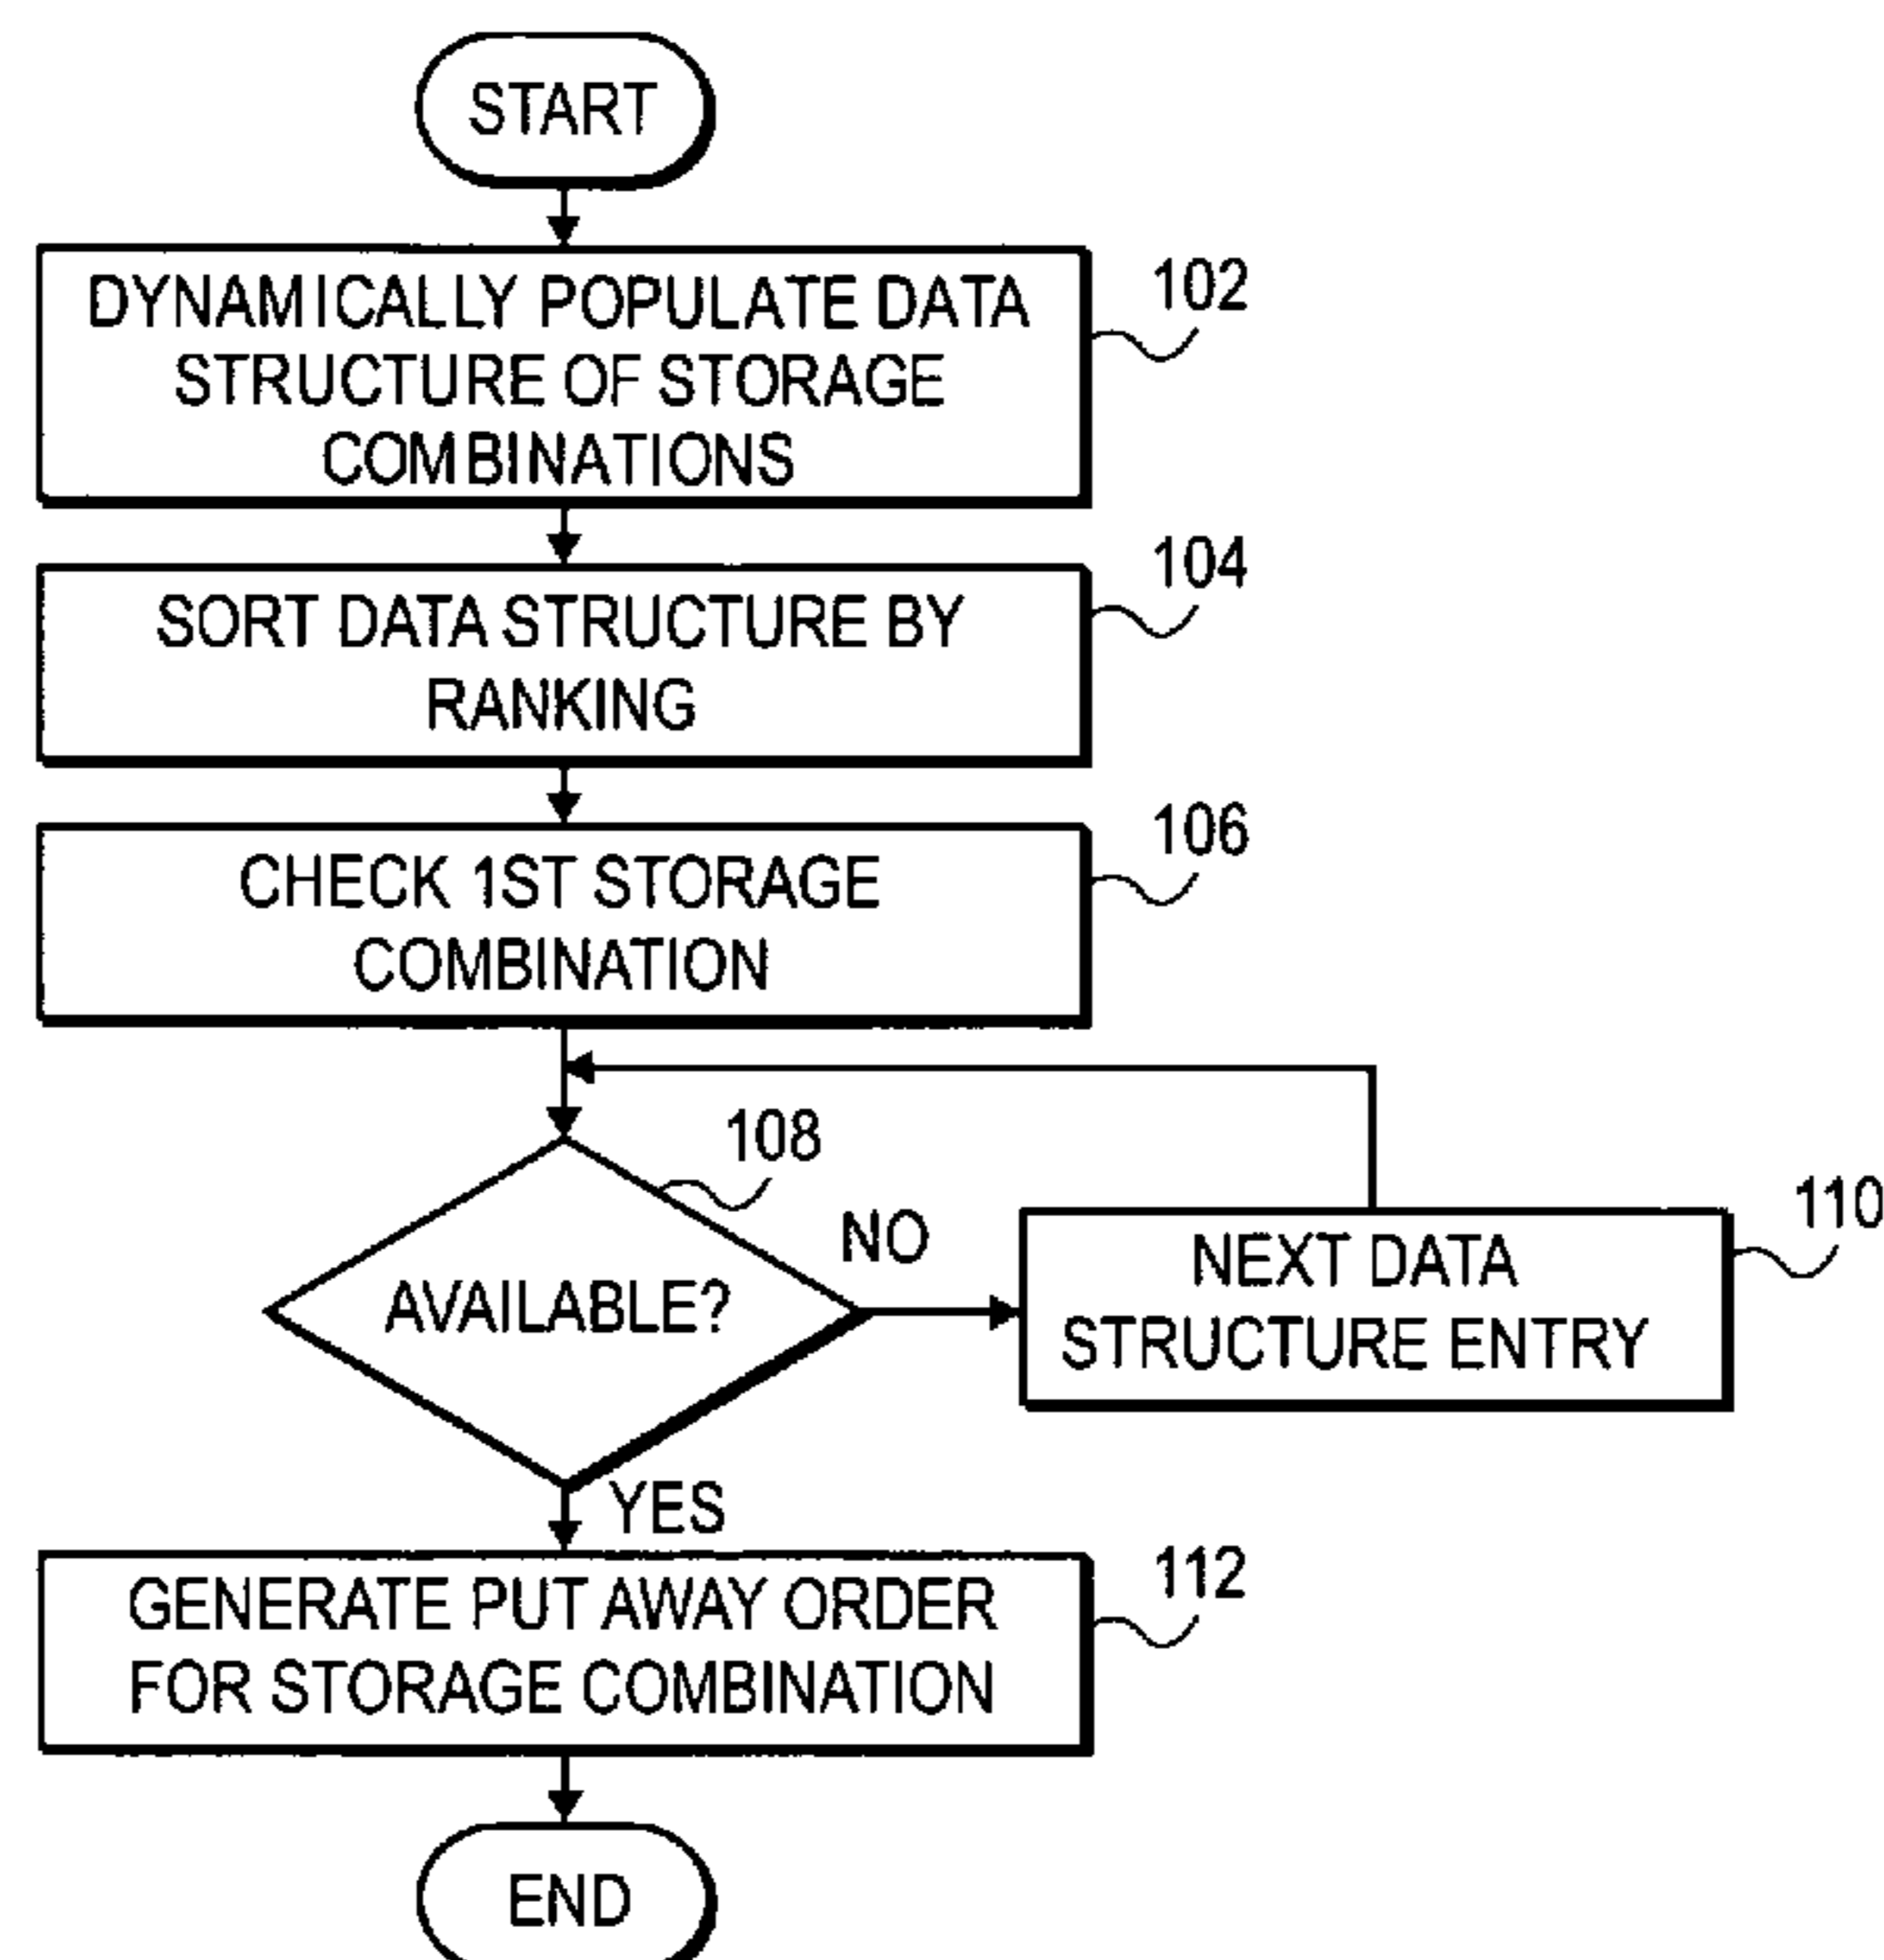 START
DYNAMICALLY POPULATE DATA
STRUCTURE OF STORAGE
COMBINATIONS
102
SORT DATA STRUCTURE BY
RANKING
104
CHECK 1ST STORAGE
COMBINATION
106
108
AVAILABLE?
NO
NEXT DATA
STRUCTURE ENTRY
110
YES
GENERATE PUT AWAY ORDER
FOR STORAGE COMBINATION
112
END